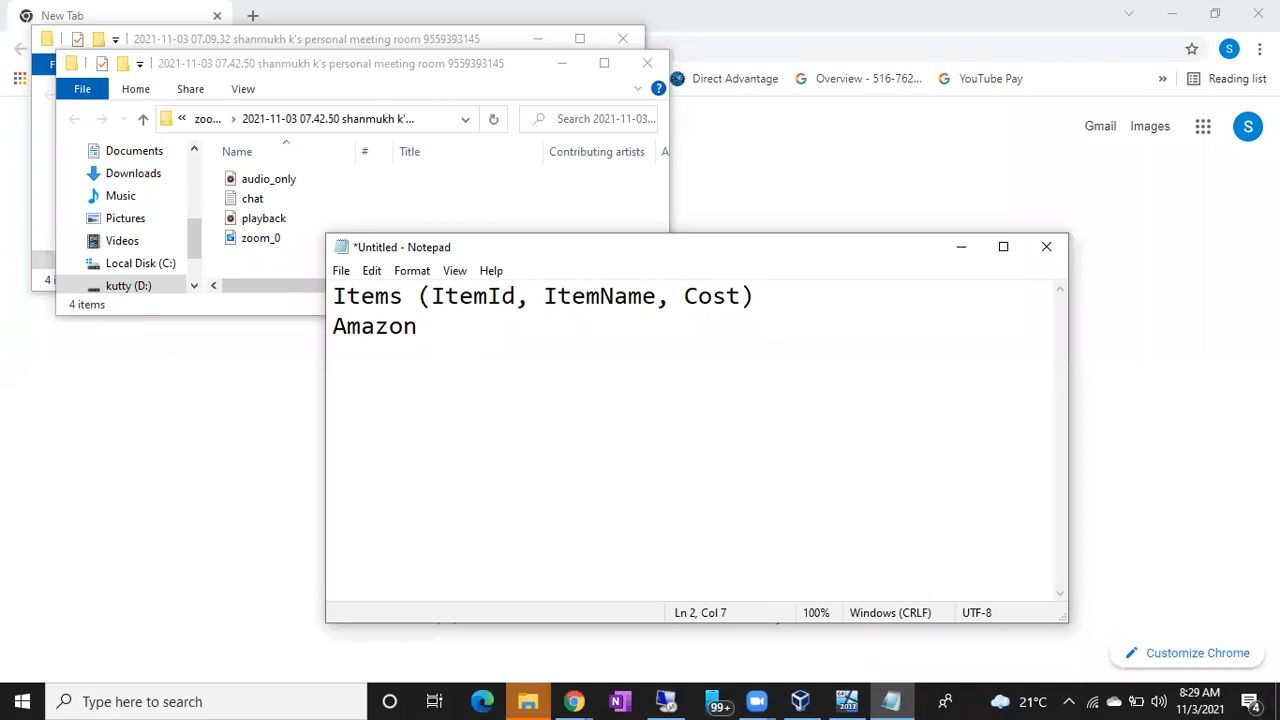 New Tab
2021-11-03 07.09.32 shanmukh k's personal meeting room 9559393145
2021-11-03 07.42.50 shanmukh k's personal meeting room 9559393145
File Home Share View
zoo... 2021-11-03 07.42.50 shanmukh k'... Search 2021-11-03...
Direct Advantage Overview - 516-762... YouTube Pay » Reading list
S
Gmail Images S
Documents
Downloads
Music
Pictures
Videos
Local Disk (C:)
kutty (D:)
Name # Title Contributing artists A
audio_only
chat
playback
zoom_0
4 items
*Untitled - Notepad
File Edit Format View Help
Items (ItemId, ItemName, Cost)
Amazon
Ln 2, Col 7 100% Windows (CRLF) UTF-8
Customize Chrome
Type here to search
99+
2017
21°C
8:29 AM
11/3/2021
4